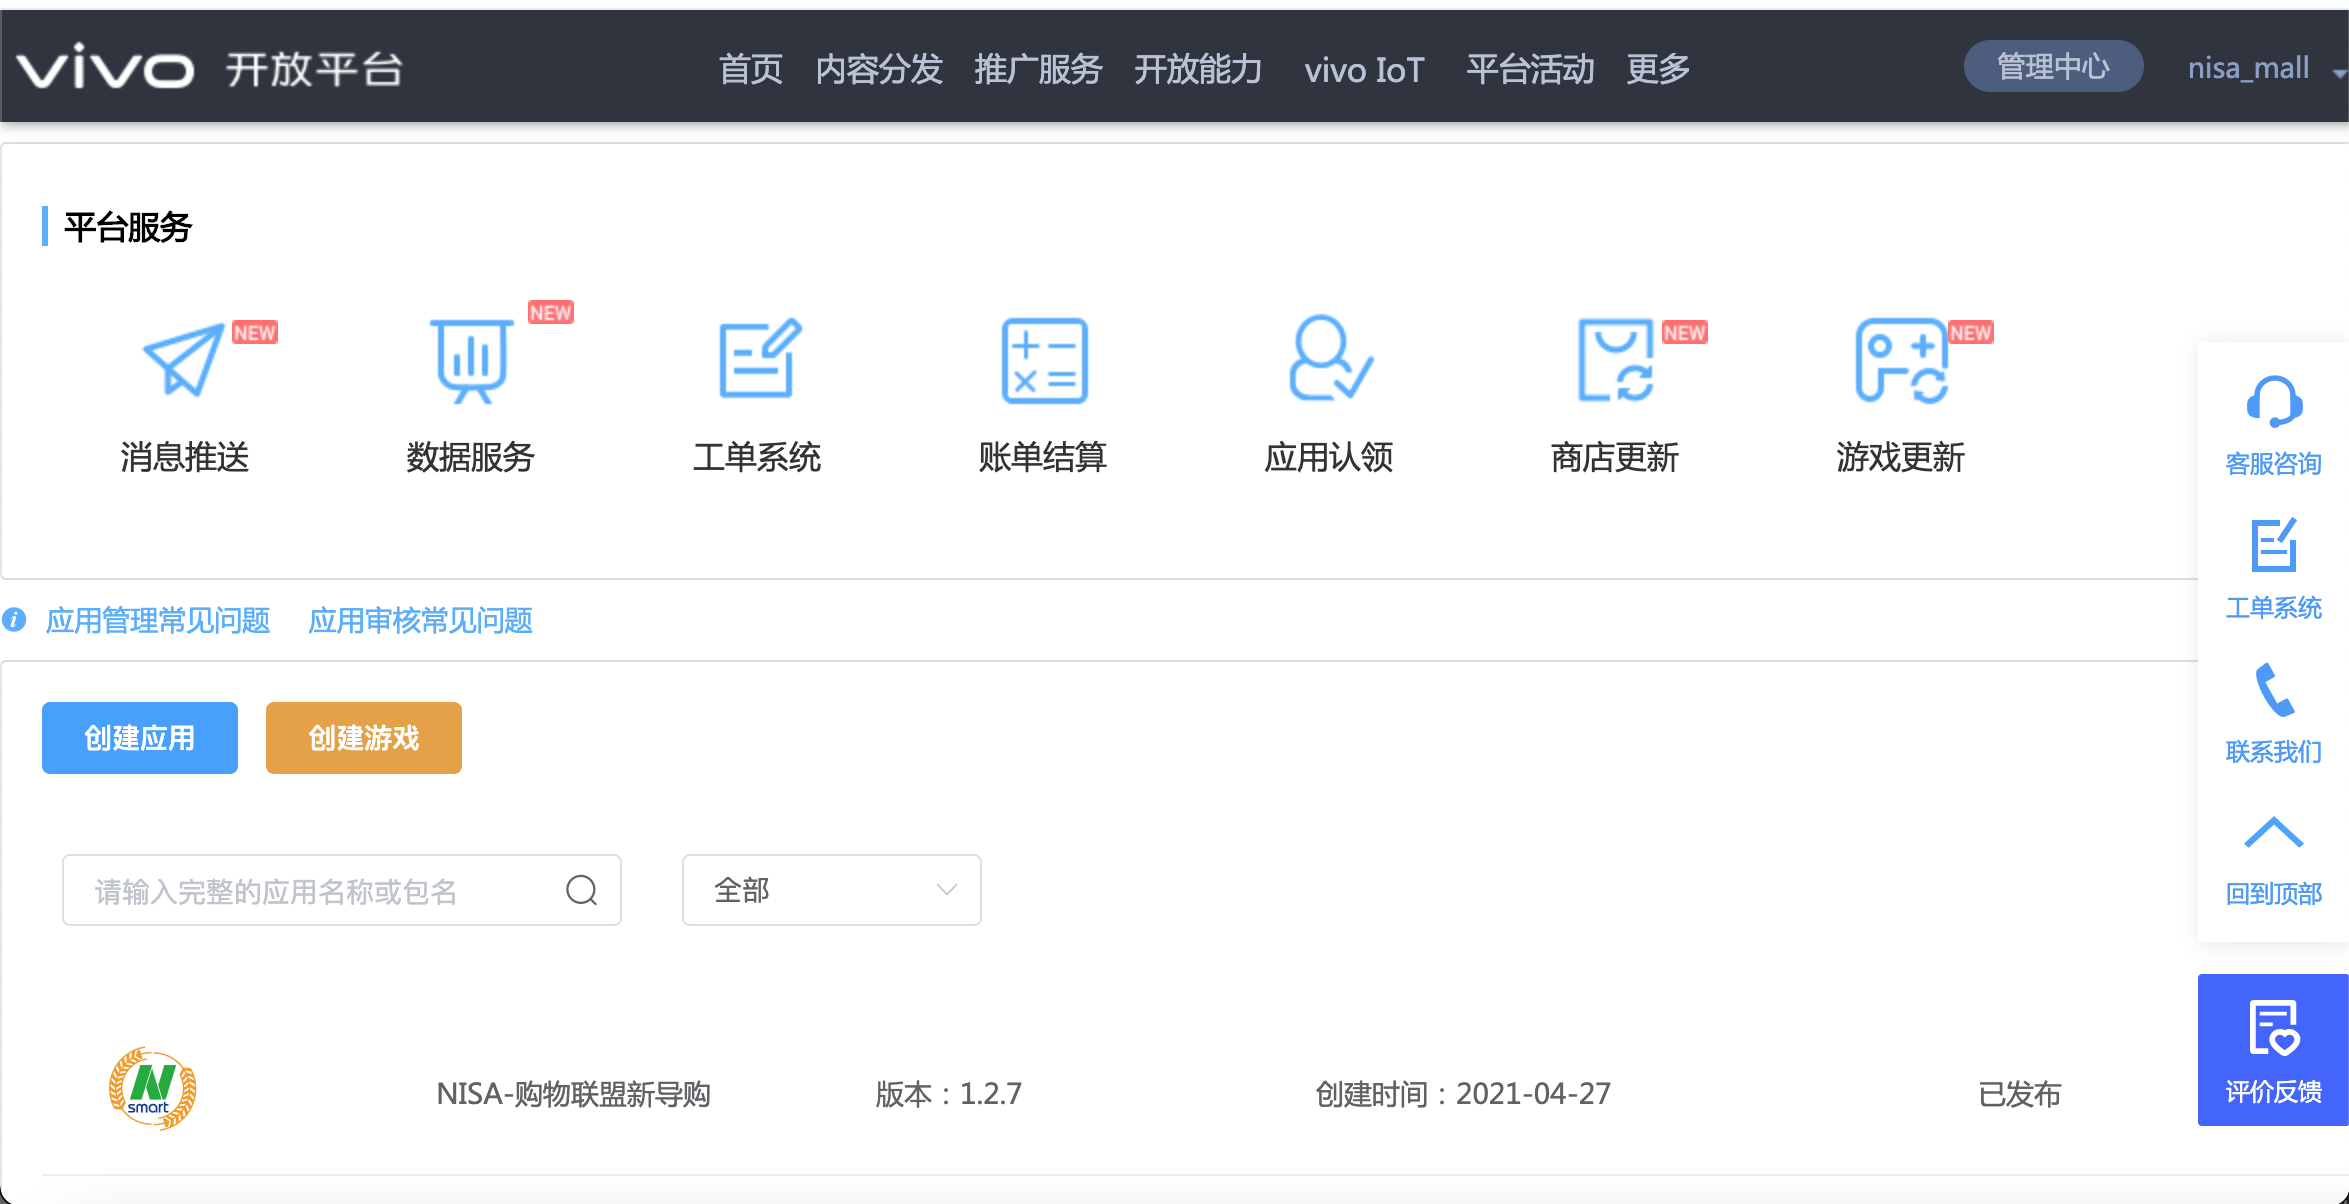 vivo 开放平台 首页 内容分发 推广服务 开放能力 vivo IoT 平台活动 更多 管理中心 nisa_mall
平台服务
NEW NEW NEW NEW
消息推送 数据服务 工单系统 账单结算 应用认领 商店更新 游戏更新
客服咨询
工单系统
应用管理常见问题 应用审核常见问题
创建应用 创建游戏
联系我们
请输入完整的应用名称或包名 全部
回到顶部
N smart
NISA-购物联盟新导购 版本：1.2.7 创建时间：2021-04-27 已发布
评价反馈